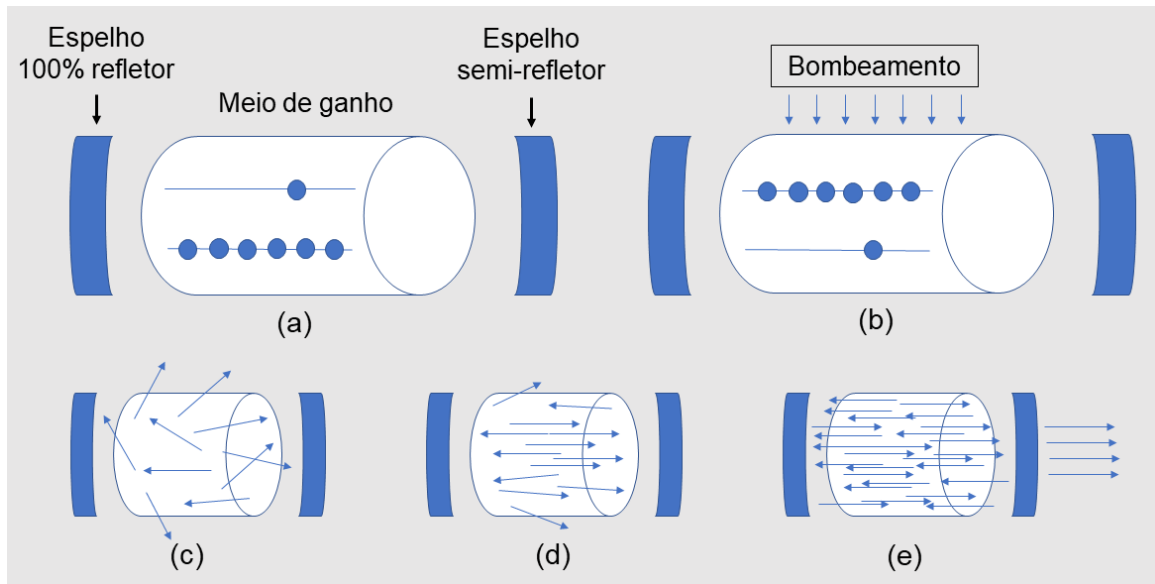 Espelho
100% refletor
Meio de ganho
Espelho
semi-refletor
Bombeamento
(a)
(b)
(c)
(d)
(e)